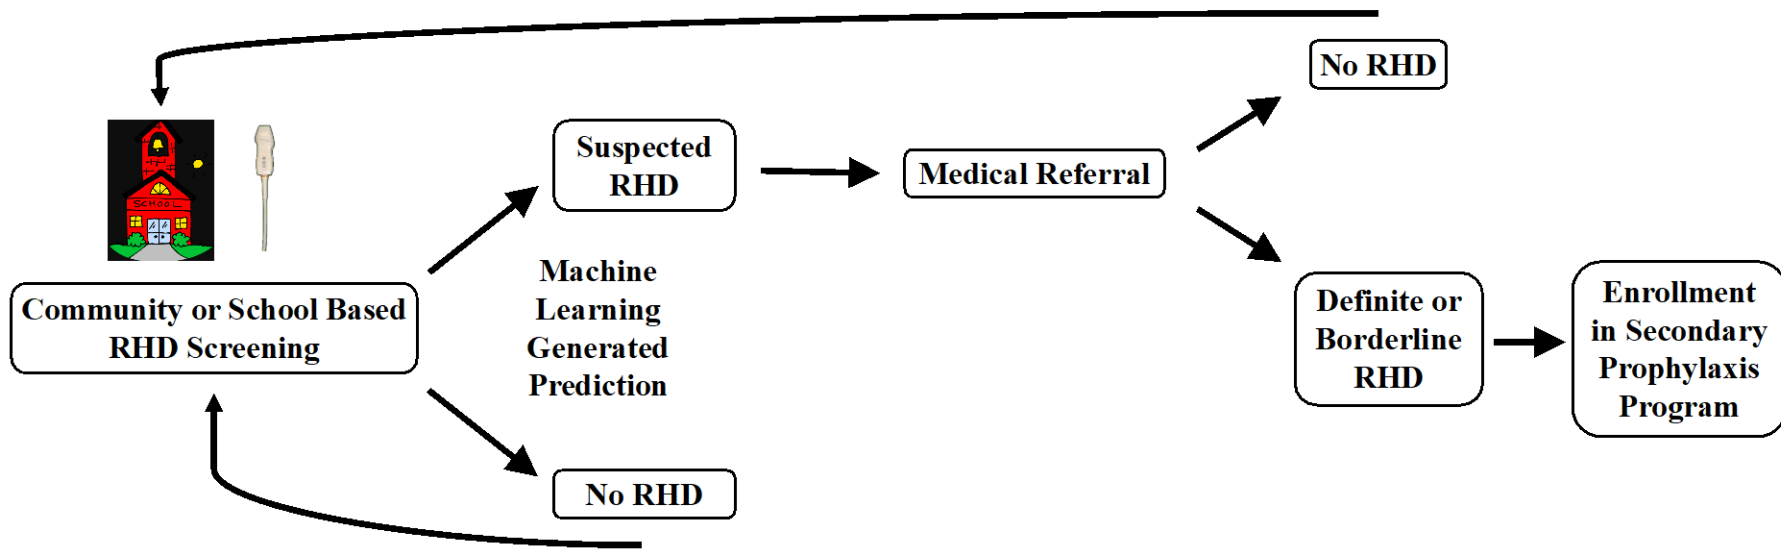 No RHD
SCHOOL
Suspected
RHD
Medical Referral
Community or School Based
RHD Screening
Machine
Learning
Generated
Prediction
Definite or
Borderline
RHD
Enrollment
in Secondary
Prophylaxis
Program
No RHD